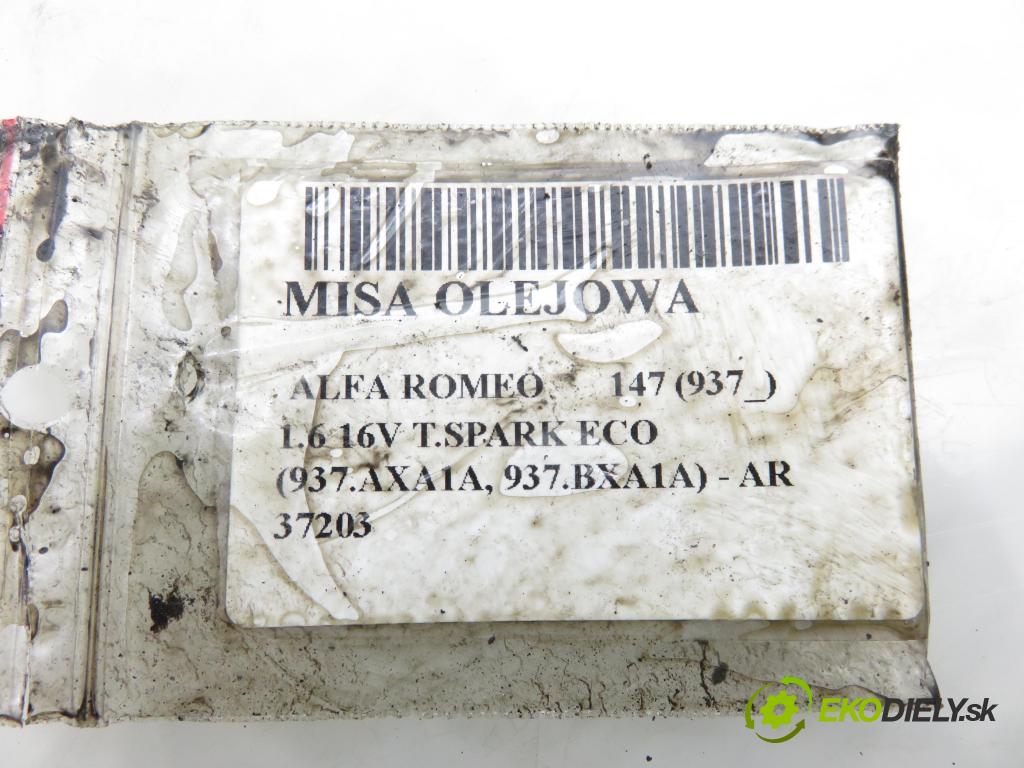 MISA OLEJOWA
ALFA ROMEO 147 (937_)
1.6 16V T.SPARK ECO
(937.AXA1A, 937.BXA1A) - AR
37203
EKODIELY.sk